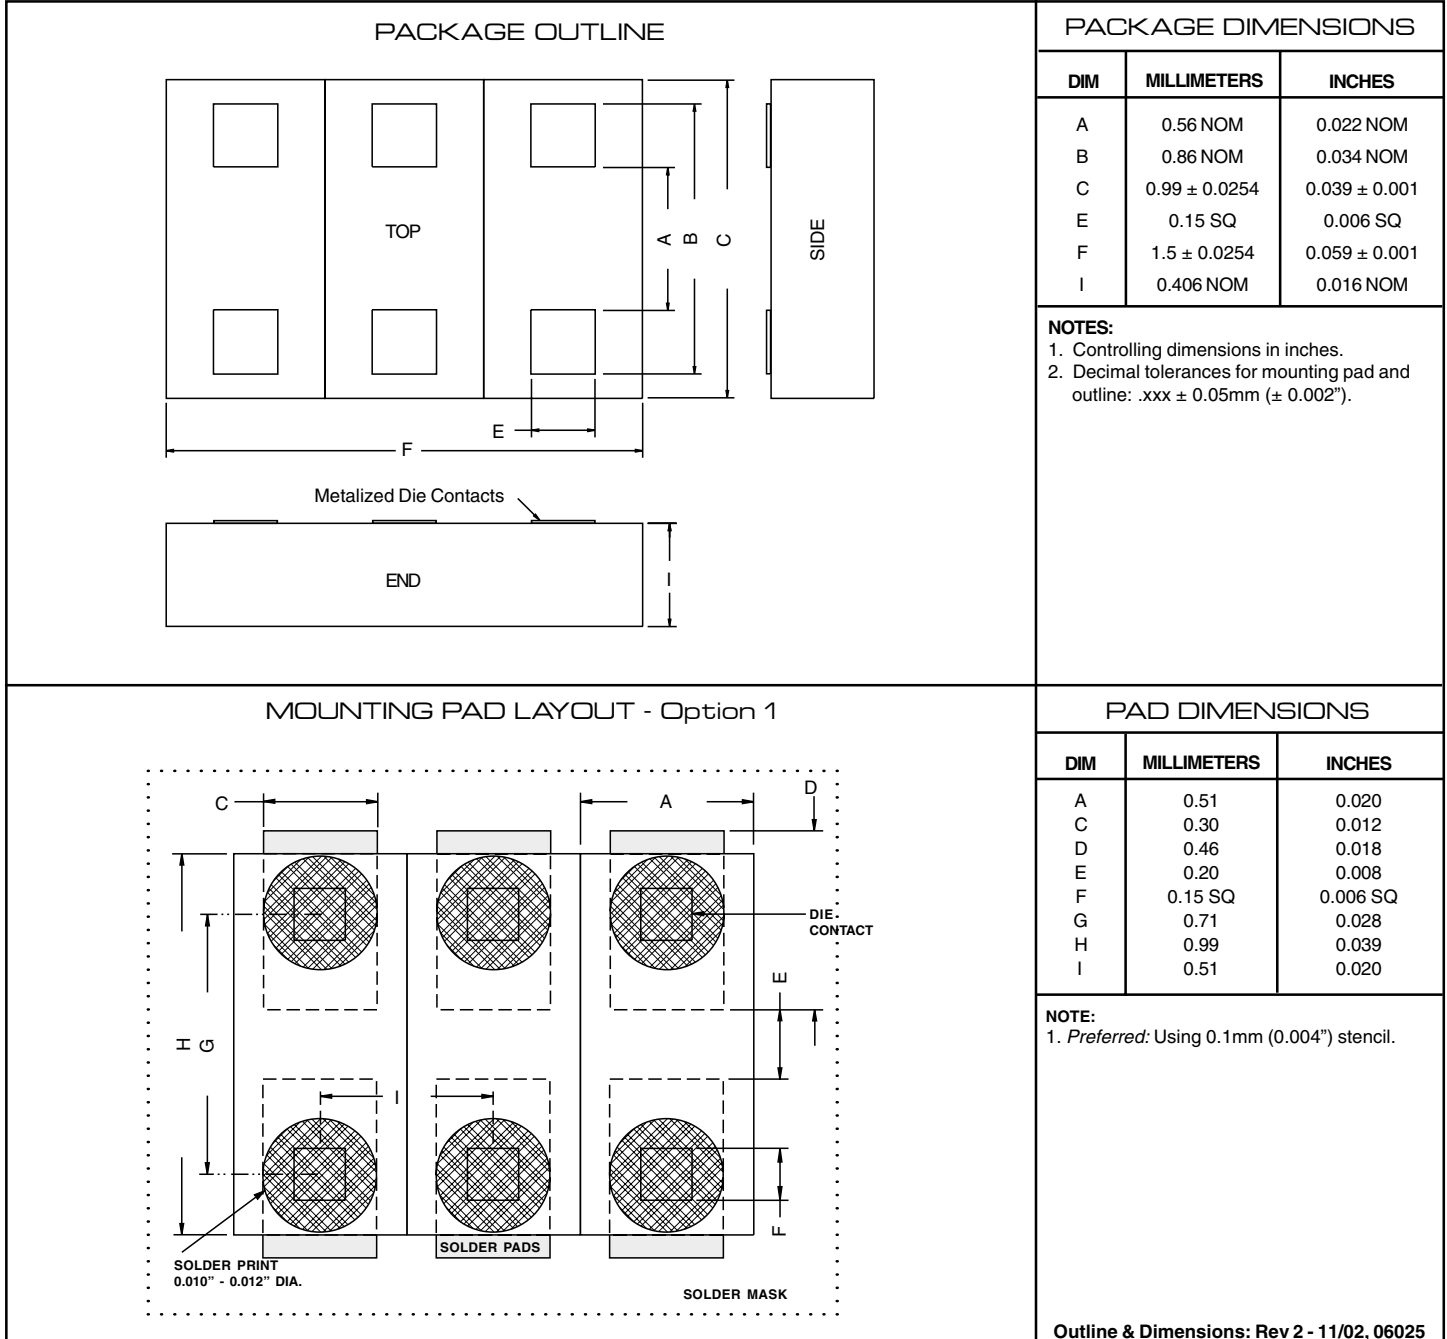 PACKAGE OUTLINE
TOP
A
B
C
SIDE
E
F
Metalized Die Contacts
END
I
PACKAGE DIMENSIONS
DIM MILLIMETERS INCHES
A 0.56 NOM 0.022 NOM
B 0.86 NOM 0.034 NOM
C 0.99 ± 0.0254 0.039 ± 0.001
E 0.15 SQ 0.006 SQ
F 1.5 ± 0.0254 0.059 ± 0.001
I 0.406 NOM 0.016 NOM
NOTES:
1. Controlling dimensions in inches.
2. Decimal tolerances for mounting pad and
outline: .xxx ± 0.05mm (± 0.002”).
MOUNTING PAD LAYOUT - Option 1
C
A
D
DIE
CONTACT
E
H
G
I
F
SOLDER PADS
SOLDER PRINT
0.010” - 0.012” DIA.
SOLDER MASK
PAD DIMENSIONS
DIM MILLIMETERS INCHES
A 0.51 0.020
C 0.30 0.012
D 0.46 0.018
E 0.20 0.008
F 0.15 SQ 0.006 SQ
G 0.71 0.028
H 0.99 0.039
I 0.51 0.020
NOTE:
1. Preferred: Using 0.1mm (0.004”) stencil.
Outline & Dimensions: Rev 2 - 11/02, 06025